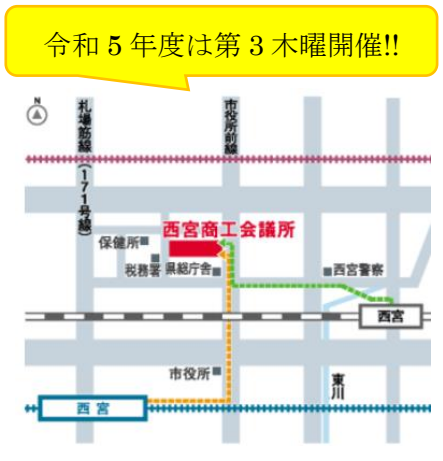 令和5年度は第3木曜開催!!
N
札場筋線(171号線)
市役所前線
西宮商工会議所
保健所
税務署
県総庁舎
西宮警察
西宮
市役所
東川
西宮